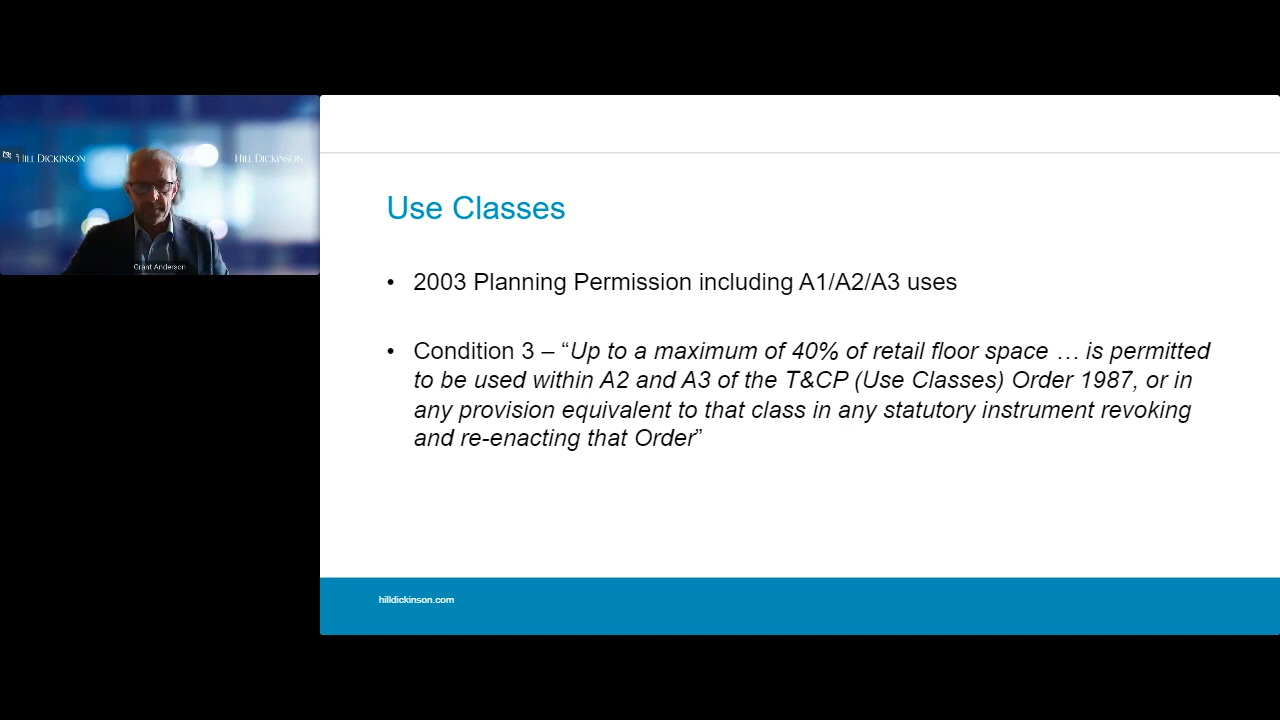 HILL DICKINSON
HILL DICKINSON
Grant Anderson
Use Classes
• 2003 Planning Permission including A1/A2/A3 uses
• Condition 3 – “Up to a maximum of 40% of retail floor space … is permitted
to be used within A2 and A3 of the T&CP (Use Classes) Order 1987, or in
any provision equivalent to that class in any statutory instrument revoking
and re-enacting that Order”
hilldickinson.com